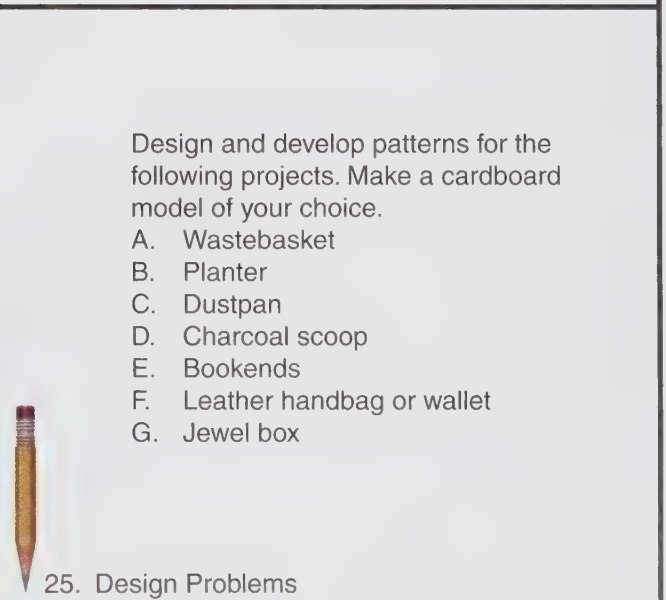 Design and develop patterns for the
following projects. Make a cardboard
model of your choice.
A. Wastebasket
B. Planter
C. Dustpan
D. Charcoal scoop
E. Bookends
F. Leather handbag or wallet
G. Jewel box
25. Design Problems